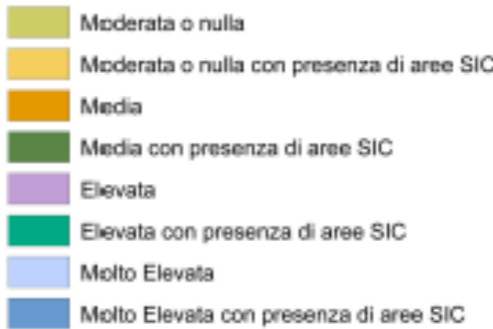 Moderata o nulla
Moderata o nulla con presenza di aree SIC
Media
Media con presenza di aree SIC
Elevata
Elevata con presenza di aree SIC
Molto Elevata
Molto Elevata con presenza di aree SIC